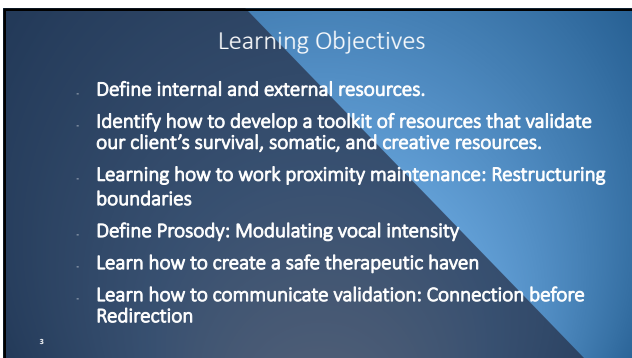 Learning Objectives
- Define internal and external resources.
- Identify how to develop a toolkit of resources that validate
our client's survival, somatic, and creative resources.
- Learning how to work proximity maintenance: Restructuring
boundaries
- Define Prosody: Modulating vocal intensity
- Learn how to create a safe therapeutic haven
- Learn how to communicate validation: Connection before
Redirection
3